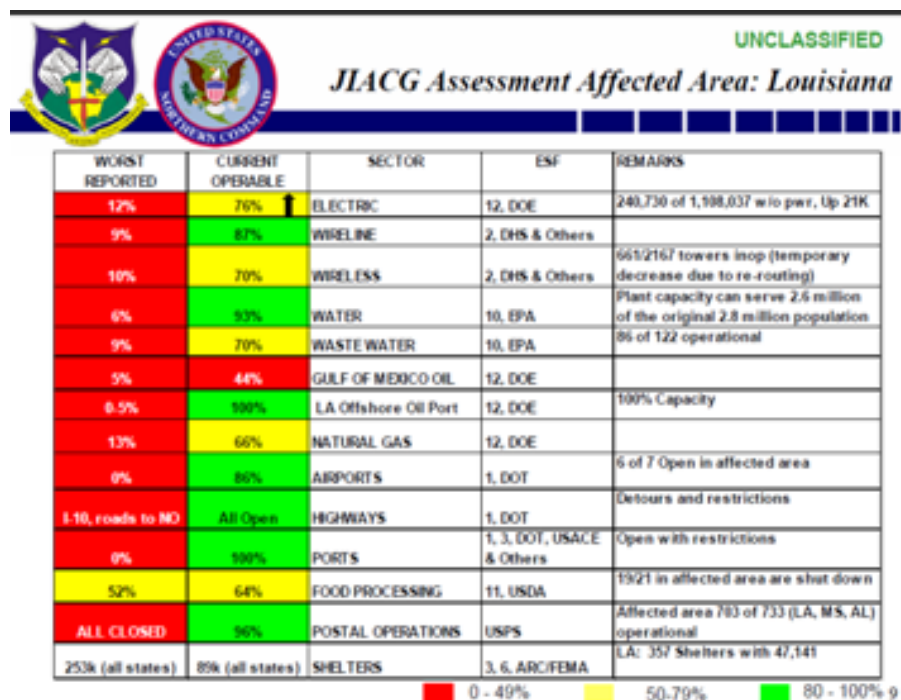 UNITED STATES
NORTHERN COMMAND
UNCLASSIFIED
JIACG Assessment Affected Area: Louisiana
WORST REPORTED CURRENT OPERABLE SECTOR ESF REMARKS
12% 76% ELECTRIC 12, DOE 240,730 of 1,108,037 w/o pwr, Up 21K
9% 87% WIRELINE 2, DHS & Others
10% 70% WIRELESS 2, DHS & Others 661/2167 towers inop (temporary decrease due to re-routing)
6% 93% WATER 10, EPA Plant capacity can serve 2.6 million of the original 2.8 million population
9% 70% WASTE WATER 10, EPA 86 of 122 operational
5% 44% GULF OF MEXICO OIL 12, DOE
0-5% 100% LA Offshore Oil Port 12, DOE 100% Capacity
13% 66% NATURAL GAS 12, DOE
0% 86% AIRPORTS 1, DOT 6 of 7 Open in affected area
I-10, roads to NO All Open HIGHWAYS 1, DOT Detours and restrictions
0% 100% PORTS 1, 3, DOT, USACE & Others Open with restrictions
52% 64% FOOD PROCESSING 11, USDA 19/21 in affected area are shut down
ALL CLOSED 96% POSTAL OPERATIONS USPS Affected area 703 of 733 (LA, MS, AL) operational
253k (all states) 89k (all states) SHELTERS 3, 6, ARC/FEMA LA: 357 Shelters with 47,141
0 - 49% 50-79% 80 - 100% 9